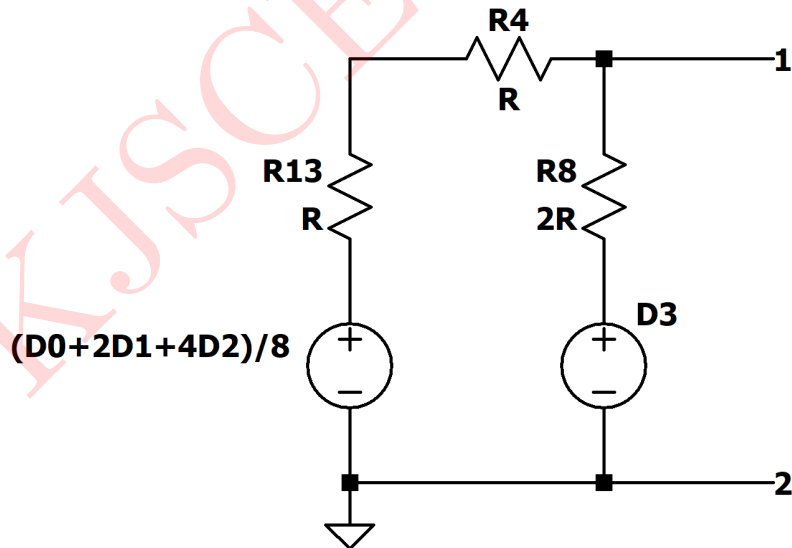 R4
1
R
R13
R8
R
2R
D3
(D0+2D1+4D2)/8
2
KJSCE